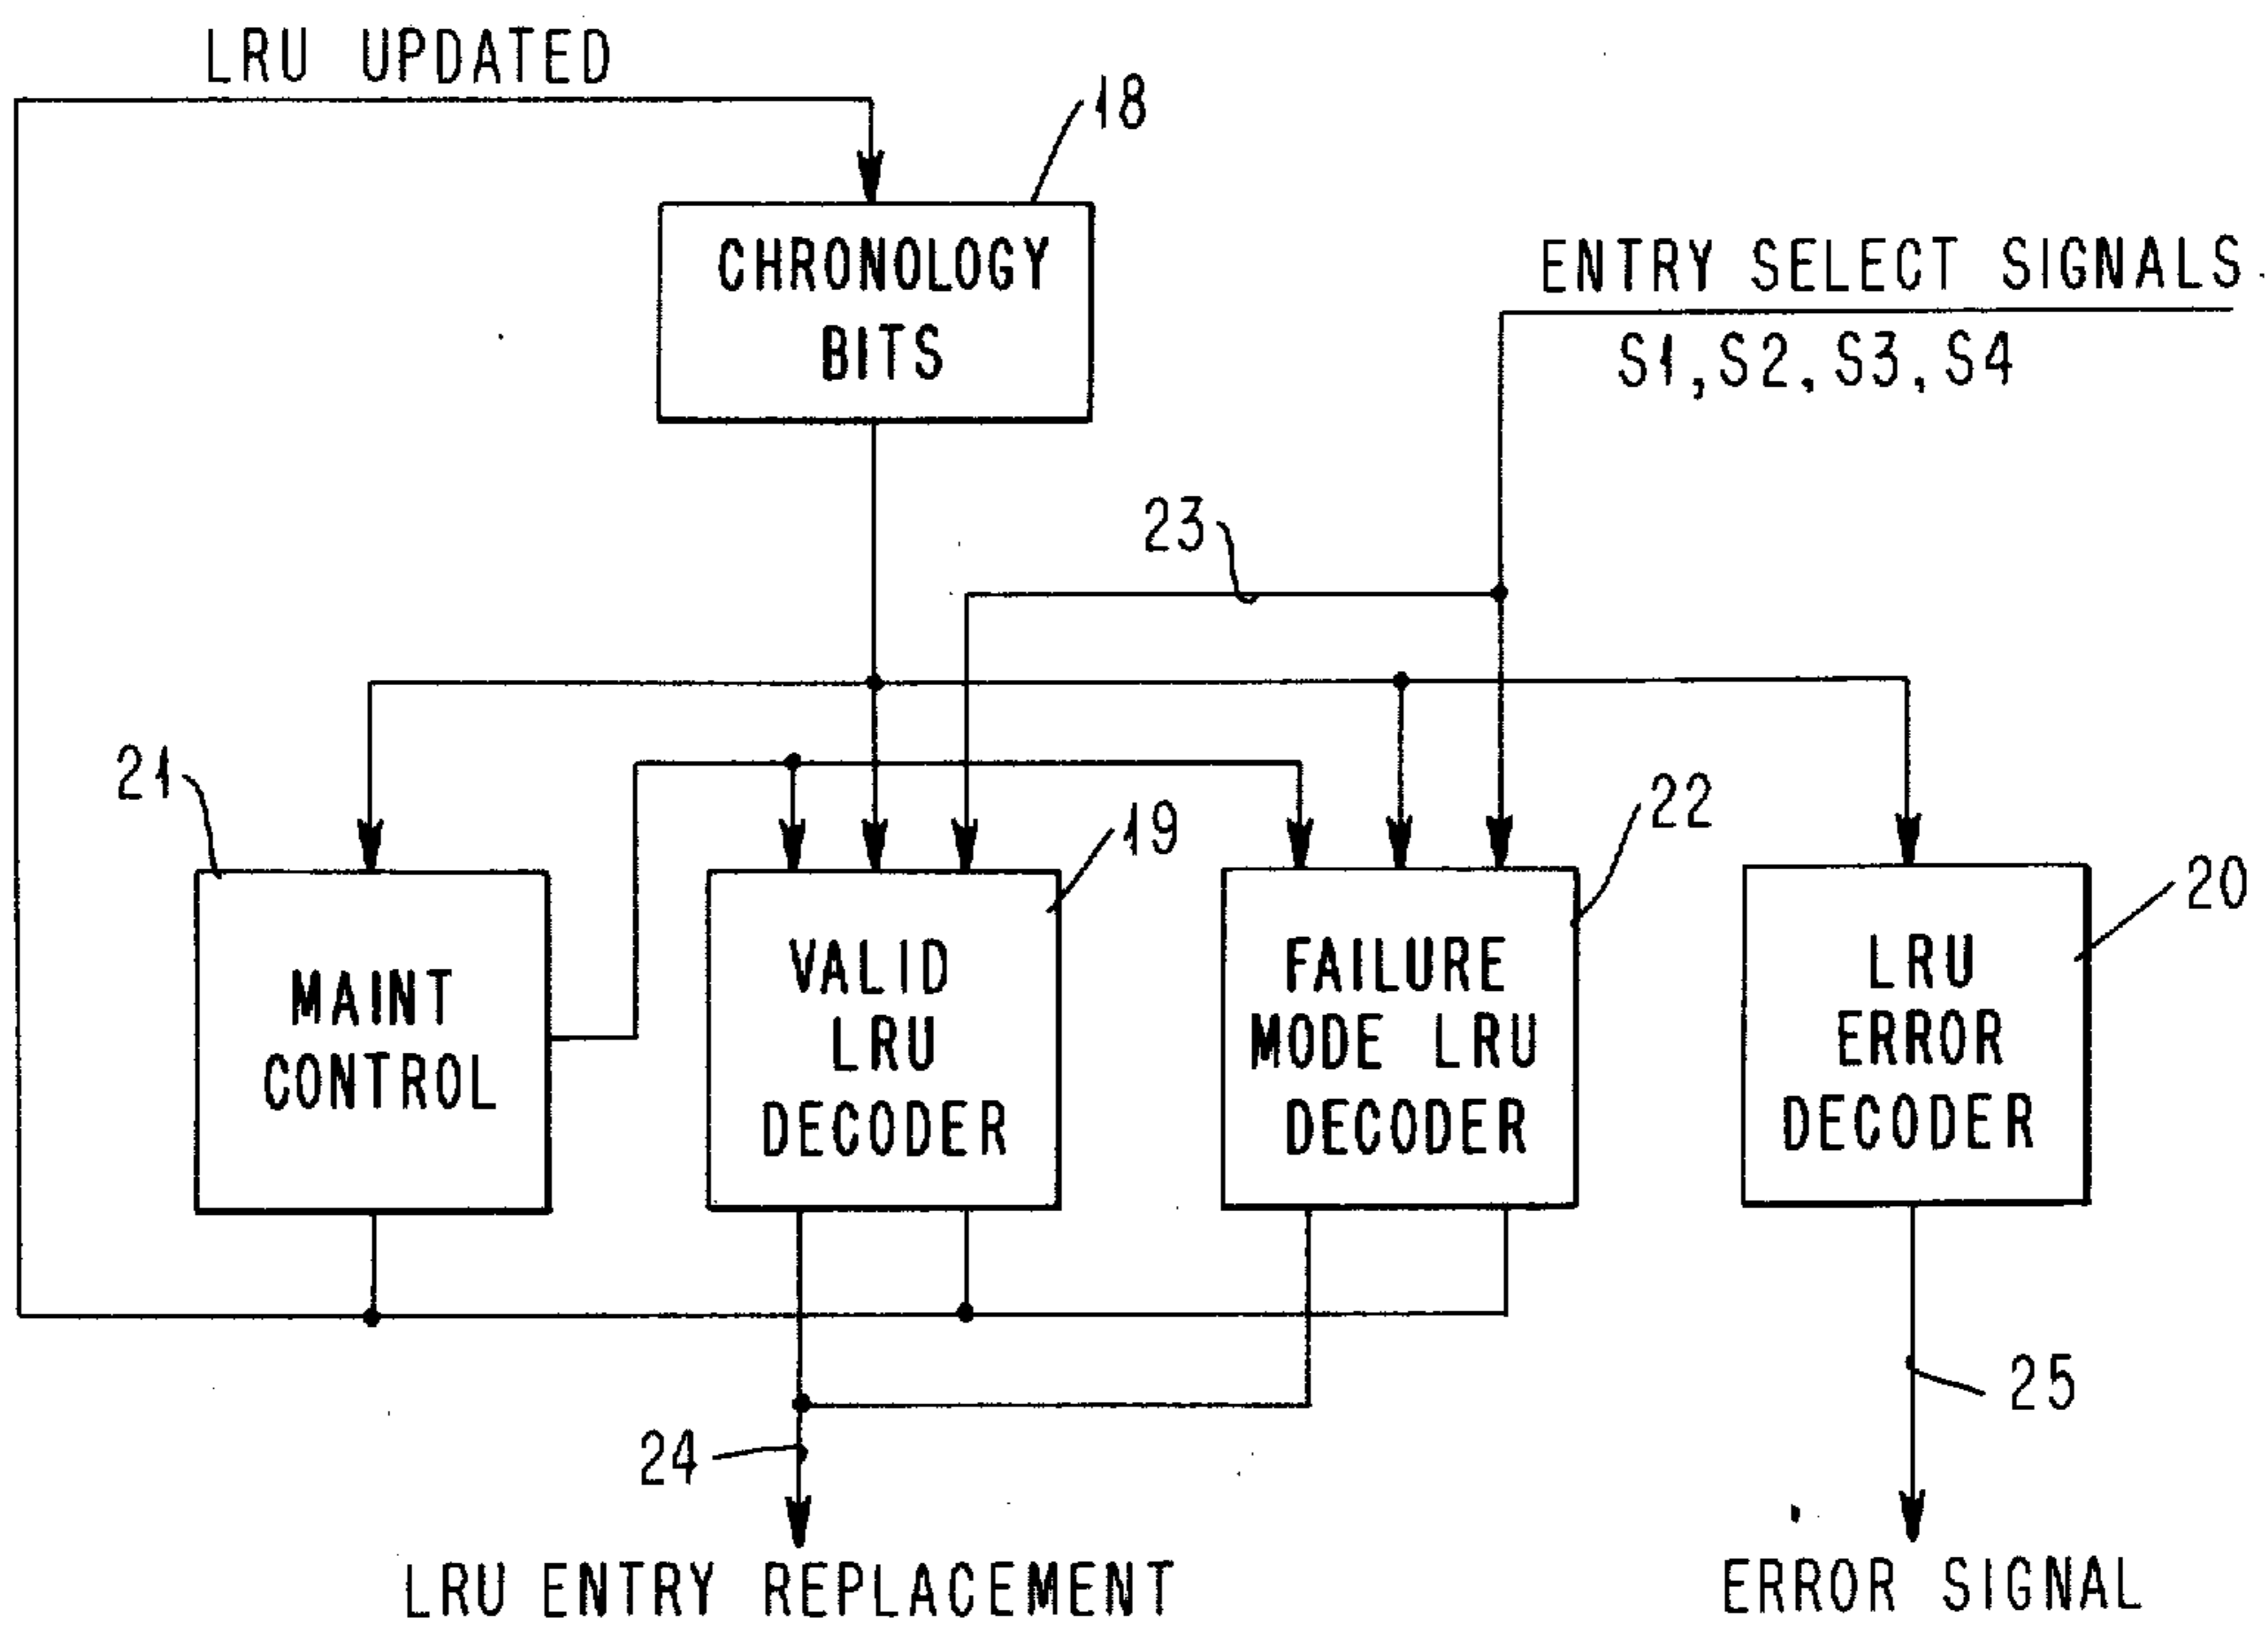 LRU UPDATED
18
CHRONOLOGY
BITS
ENTRY SELECT SIGNALS
S1, S2, S3, S4
23
21
19
22
20
MAINT
CONTROL
VALID
LRU
DECODER
FAILURE
MODE LRU
DECODER
LRU
ERROR
DECODER
24
25
LRU ENTRY REPLACEMENT
ERROR SIGNAL